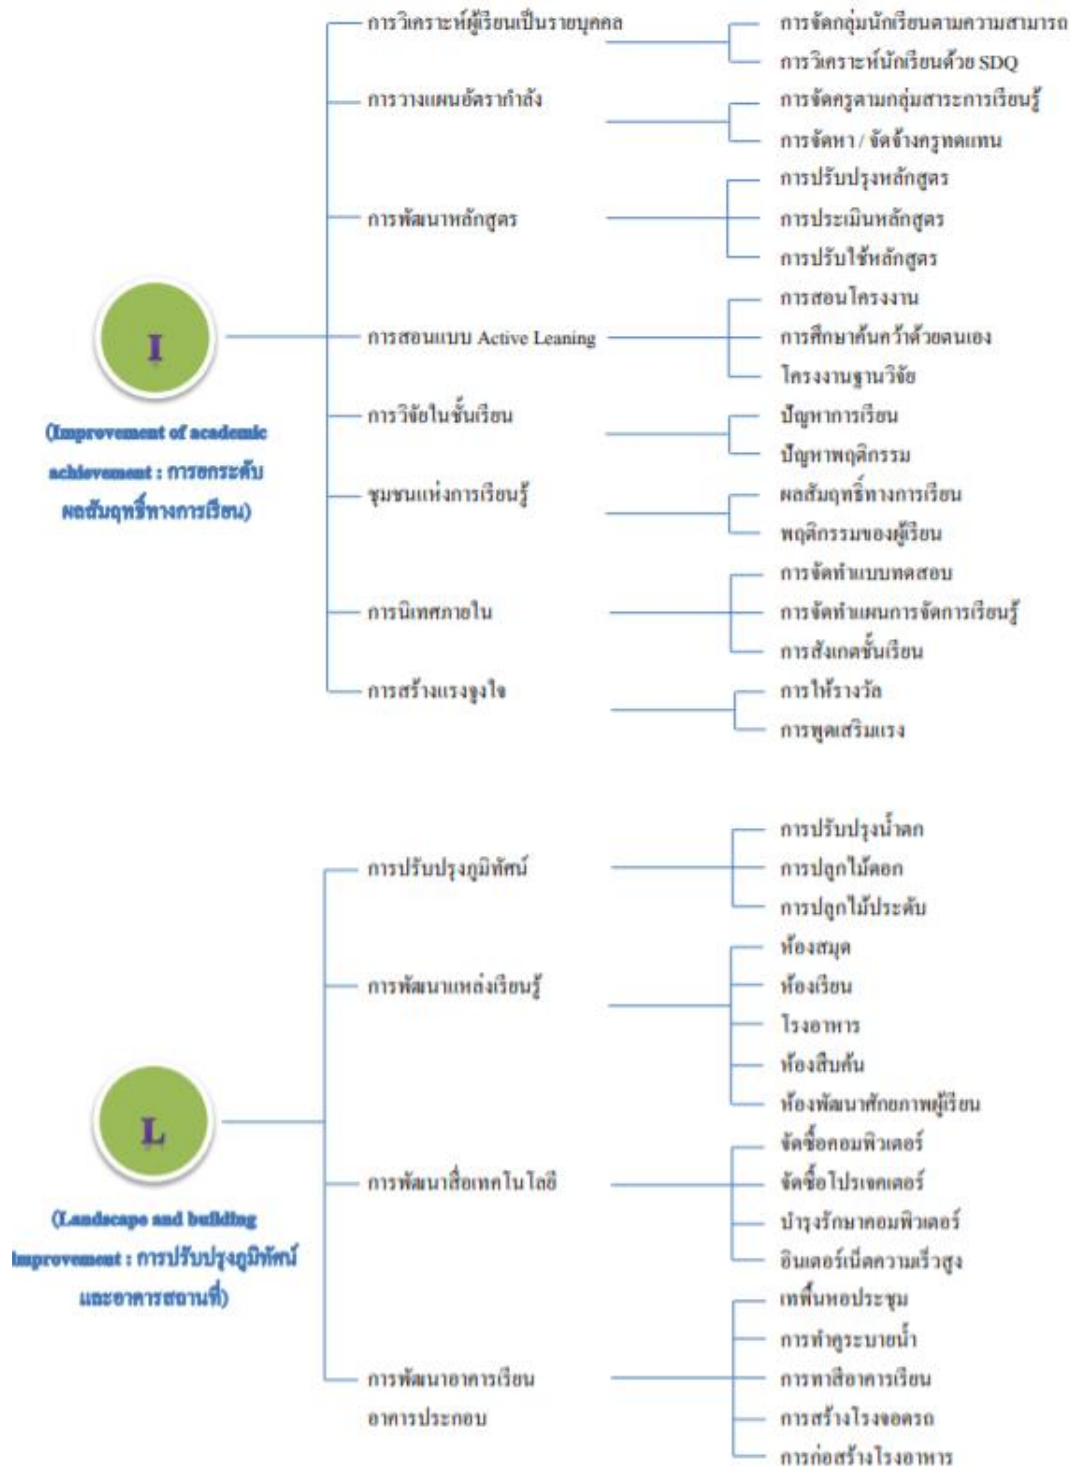 การวิเคราะห์ผู้เรียนเป็นรายบุคคล
การจัดกลุ่มนักเรียนตามความสามารถ
การวิเคราะห์นักเรียนด้วย SDQ
การวางแผนอัตรากำลัง
การจัดครูตามกลุ่มสาระการเรียนรู้
การจัดหา / จัดจ้างครูทดแทน
การพัฒนาหลักสูตร
การปรับปรุงหลักสูตร
การประเมินหลักสูตร
การปรับใช้หลักสูตร
I
(Improvement of academic
achievement : การยกระดับ
ผลสัมฤทธิ์ทางการเรียน)
การสอนแบบ Active Leaning
การสอนโครงงาน
การศึกษาค้นคว้าด้วยตนเอง
โครงงานฐานวิจัย
การวิจัยในชั้นเรียน
ปัญหาการเรียน
ปัญหาพฤติกรรม
ชุมชนแห่งการเรียนรู้
ผลสัมฤทธิ์ทางการเรียน
พฤติกรรมของผู้เรียน
การนิเทศภายใน
การจัดทำแบบทดสอบ
การจัดทำแผนการจัดการเรียนรู้
การสังเกตชั้นเรียน
การสร้างแรงจูงใจ
การให้รางวัล
การพูดเสริมแรง
การปรับปรุงภูมิทัศน์
การปรับปรุงน้ำตก
การปลูกไม้ดอก
การปลูกไม้ประดับ
การพัฒนาแหล่งเรียนรู้
ห้องสมุด
ห้องเรียน
โรงอาหาร
ห้องสืบค้น
ห้องพัฒนาศักยภาพผู้เรียน
L
(Landscape and building
improvement : การปรับปรุงภูมิทัศน์
และอาคารสถานที่)
การพัฒนาสื่อเทคโนโลยี
จัดซื้อคอมพิวเตอร์
จัดซื้อโปรเจคเตอร์
บำรุงรักษาคอมพิวเตอร์
อินเตอร์เน็ตความเร็วสูง
การพัฒนาอาคารเรียน
อาคารประกอบ
เทพื้นหอประชุม
การทำคูระบายน้ำ
การทาสีอาคารเรียน
การสร้างโรงจอดรถ
การก่อสร้างโรงอาหาร